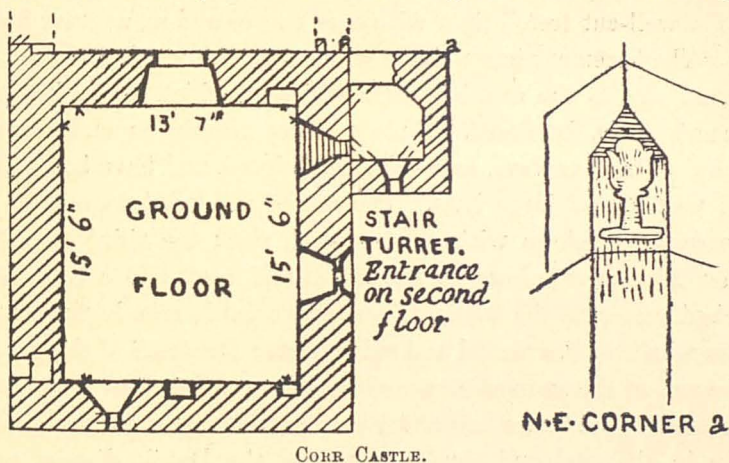 a
13' 7"
15' 6"
GROUND
FLOOR
15' 6"
STAIR
TURRET.
Entrance
on second
floor
N.E. CORNER a
CORR CASTLE.